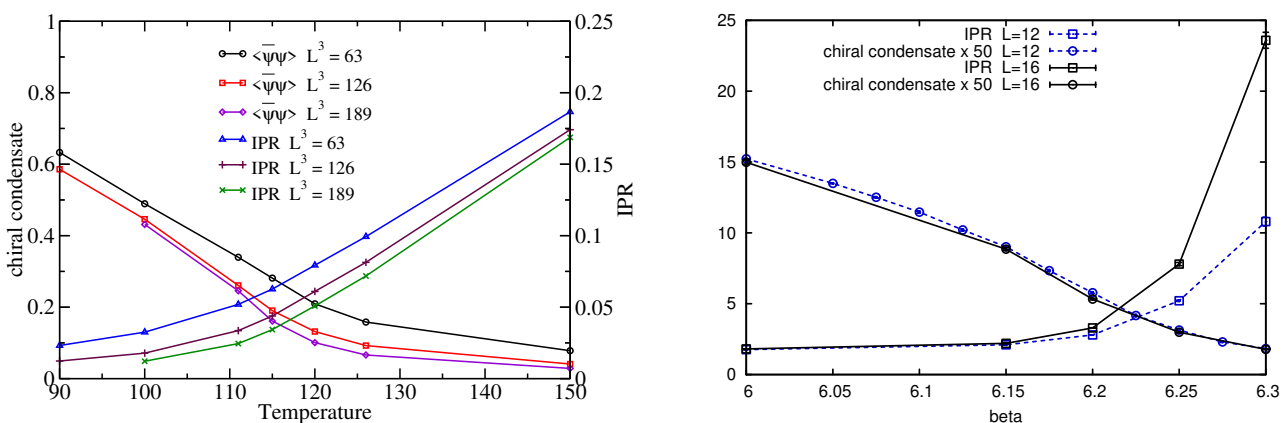 1
0.8
0.6
0.4
0.2
0
chiral condensate
90
100
110
120
130
140
150
Temperature
0.25
0.2
0.15
0.1
0.05
0
IPR
<ψ̅ψ> L³ = 63
<ψ̅ψ> L³ = 126
<ψ̅ψ> L³ = 189
IPR L³ = 63
IPR L³ = 126
IPR L³ = 189
25
20
15
10
5
0
6
6.05
6.1
6.15
6.2
6.25
6.3
beta
IPR L=12
chiral condensate x 50 L=12
IPR L=16
chiral condensate x 50 L=16